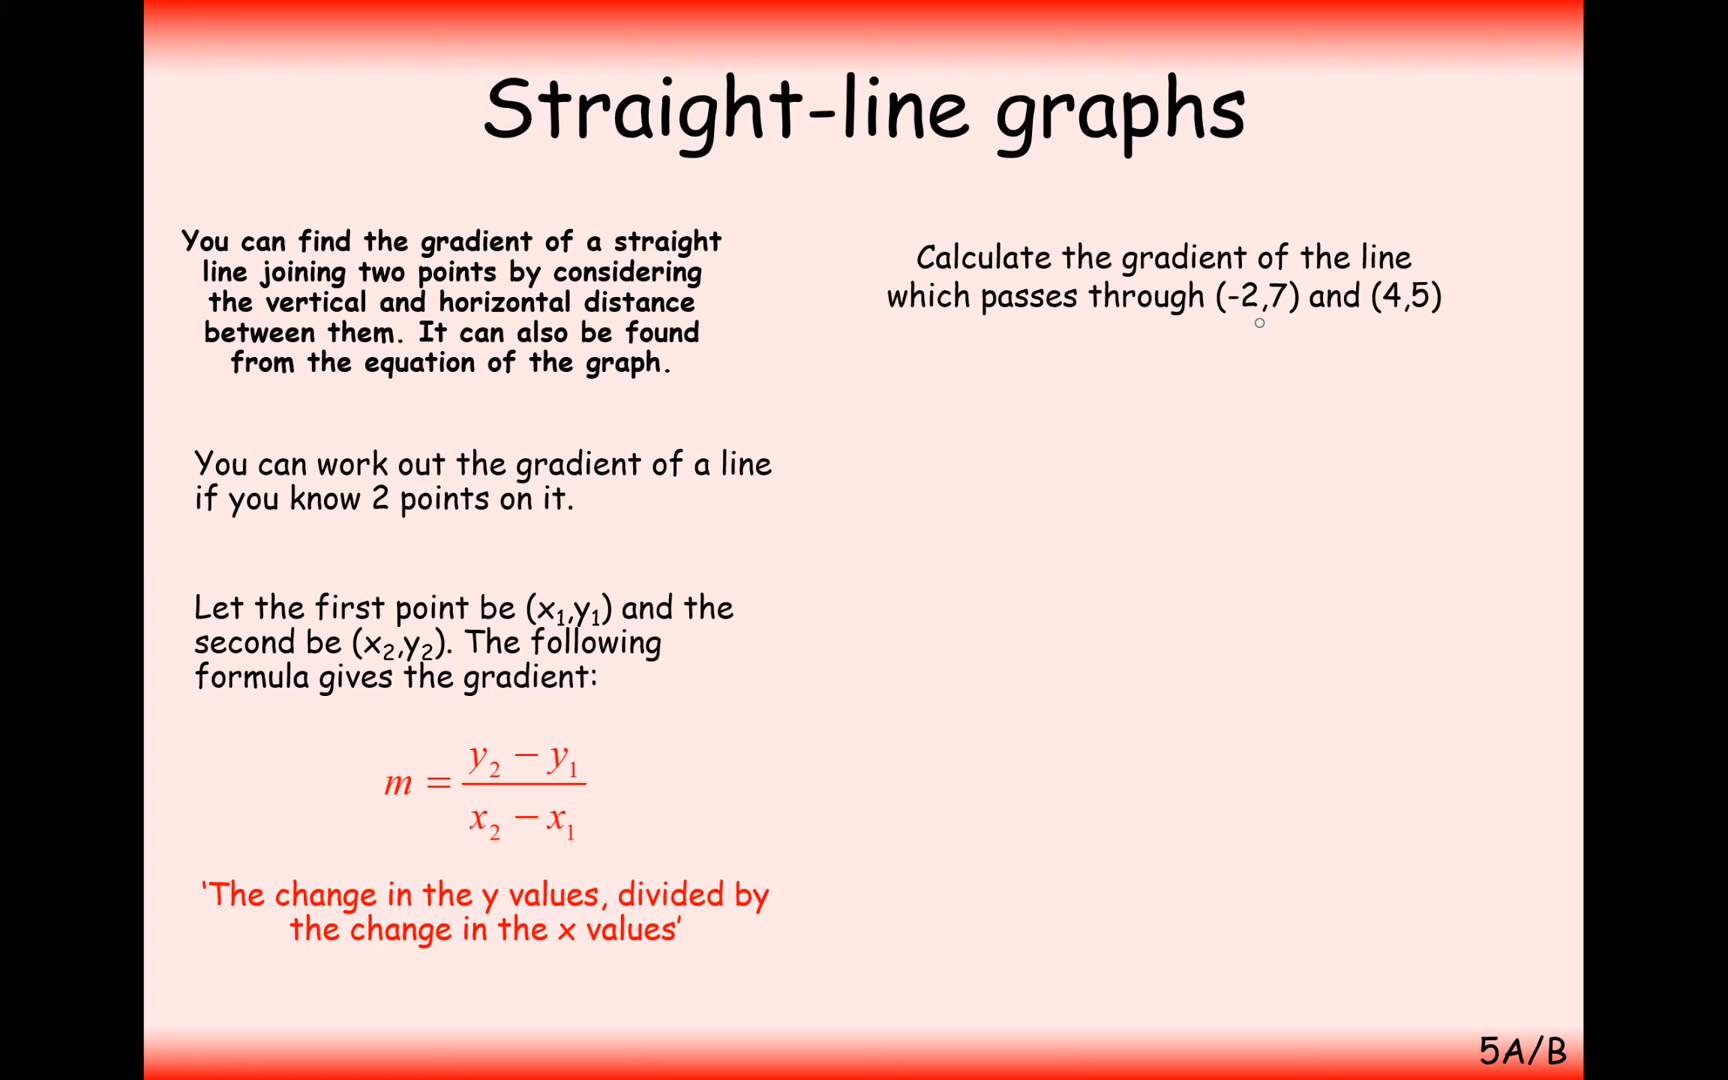 Straight-line graphs
You can find the gradient of a straight
line joining two points by considering
the vertical and horizontal distance
between them. It can also be found
from the equation of the graph.
You can work out the gradient of a line
if you know 2 points on it.
Let the first point be (x₁,y₁) and the
second be (x₂,y₂). The following
formula gives the gradient:
m = (y₂ − y₁) / (x₂ − x₁)
‘The change in the y values, divided by
the change in the x values’
Calculate the gradient of the line
which passes through (-2,7) and (4,5)
5A/B